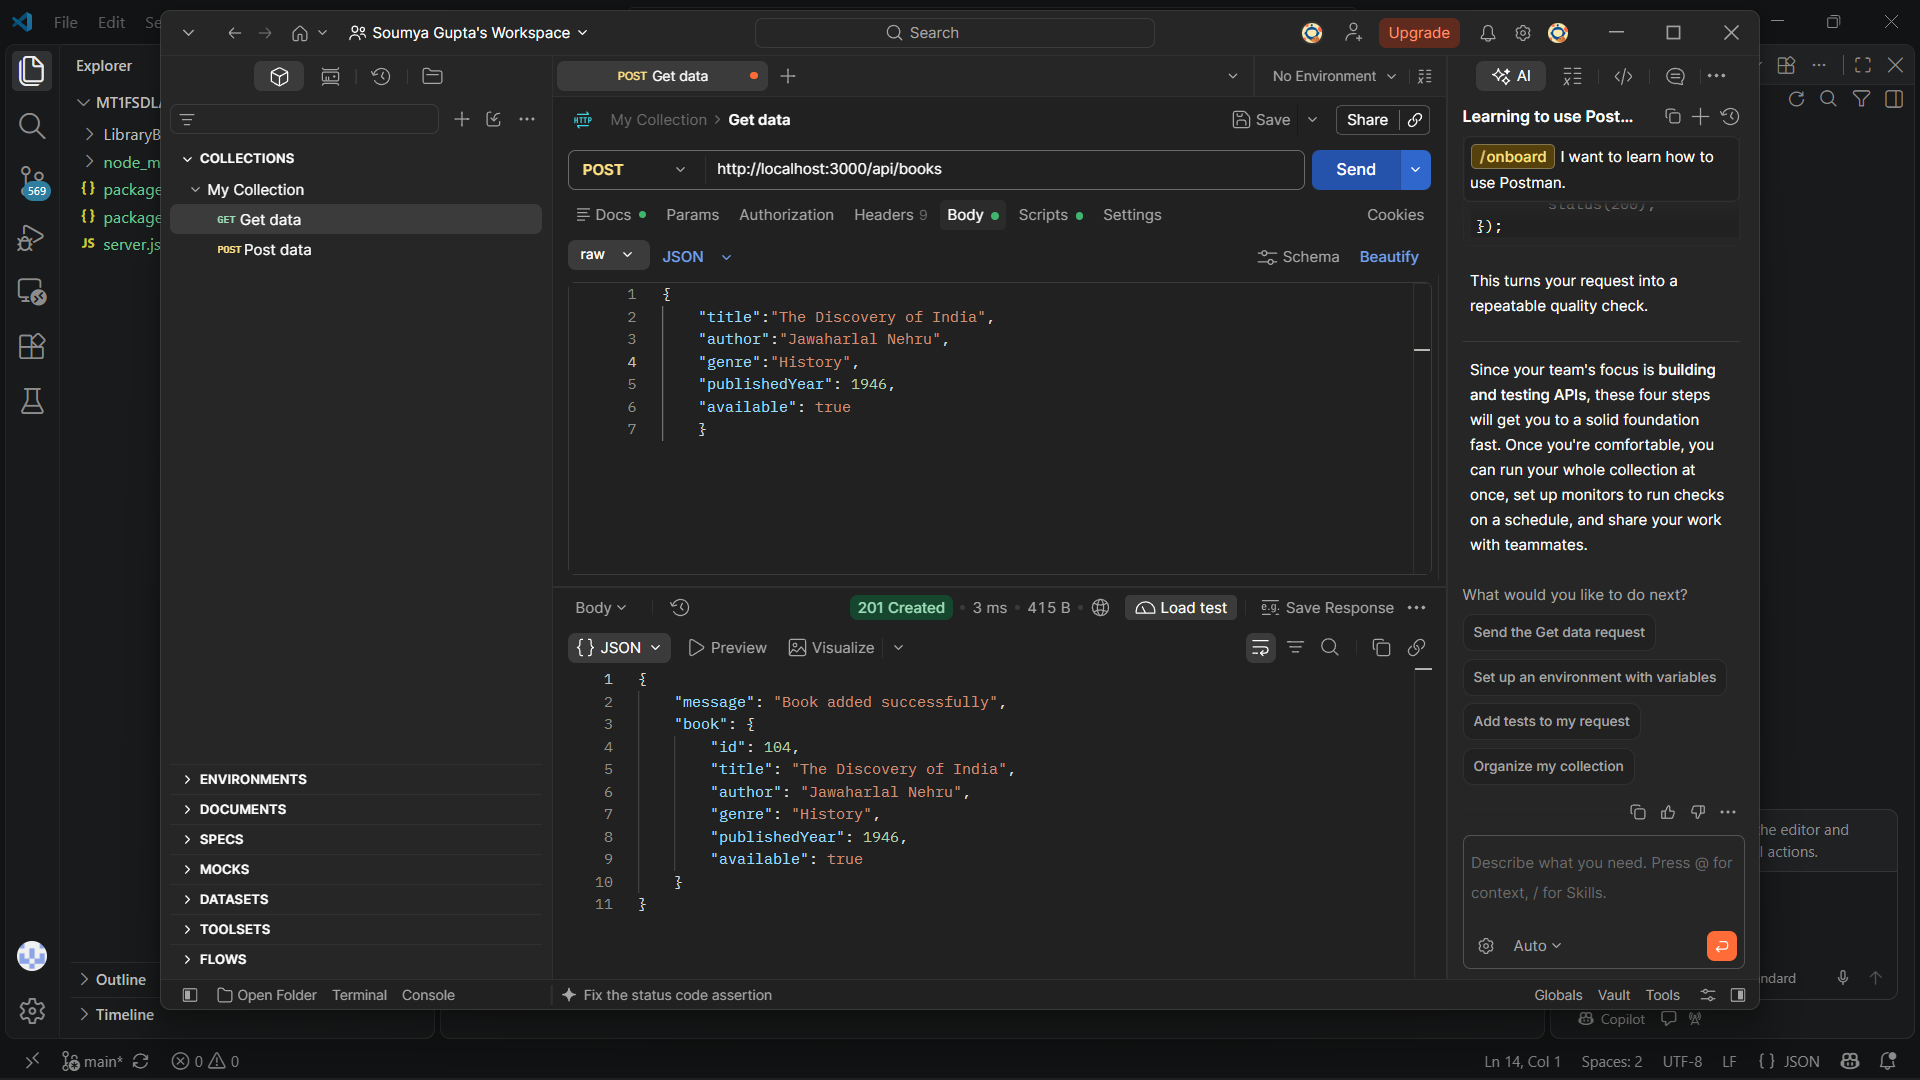 File Edit Se
Explorer
MT1FSDL
LibraryB
node_m
{} package
{} package
JS server.js
569
Outline
Timeline
Soumya Gupta's Workspace
Search
Upgrade
COLLECTIONS
My Collection
GET Get data
POST Post data
ENVIRONMENTS
DOCUMENTS
SPECS
MOCKS
DATASETS
TOOLSETS
FLOWS
POST Get data
No Environment
HTTP My Collection > Get data
Save
Share
POST http://localhost:3000/api/books
Send
Docs Params Authorization Headers 9 Body Scripts Settings Cookies
raw JSON Schema Beautify
1 {
2 "title":"The Discovery of India",
3 "author":"Jawaharlal Nehru",
4 "genre":"History",
5 "publishedYear": 1946,
6 "available": true
7 }
Body 201 Created • 3 ms • 415 B • Load test e.g. Save Response
{} JSON Preview Visualize
1 {
2 "message": "Book added successfully",
3 "book": {
4 "id": 104,
5 "title": "The Discovery of India",
6 "author": "Jawaharlal Nehru",
7 "genre": "History",
8 "publishedYear": 1946,
9 "available": true
10 }
11 }
AI
Learning to use Post...
/onboard I want to learn how to
use Postman.
status(200);
});
This turns your request into a
repeatable quality check.
Since your team's focus is building
and testing APIs, these four steps
will get you to a solid foundation
fast. Once you're comfortable, you
can run your whole collection at
once, set up monitors to run checks
on a schedule, and share your work
with teammates.
What would you like to do next?
Send the Get data request
Set up an environment with variables
Add tests to my request
Organize my collection
Describe what you need. Press @ for
context, / for Skills.
Auto
he editor and
l actions.
ndard
Open Folder Terminal Console
Fix the status code assertion
Globals Vault Tools
Copilot
main* 0 0
Ln 14, Col 1 Spaces: 2 UTF-8 LF {} JSON